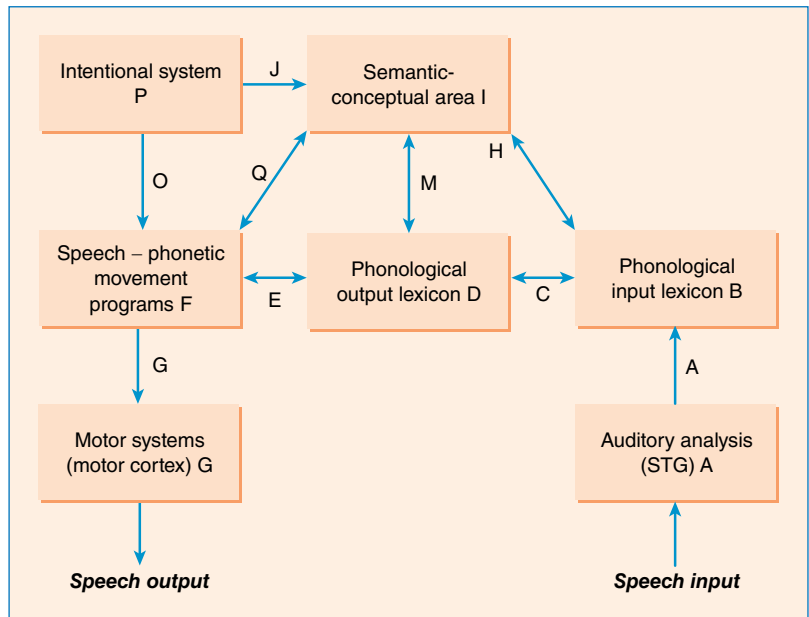 Intentional system
P
J
Semantic-
conceptual area I
O
Q
M
H
Speech – phonetic
movement
programs F
E
Phonological
output lexicon D
C
Phonological
input lexicon B
G
A
Motor systems
(motor cortex) G
Auditory analysis
(STG) A
Speech output
Speech input